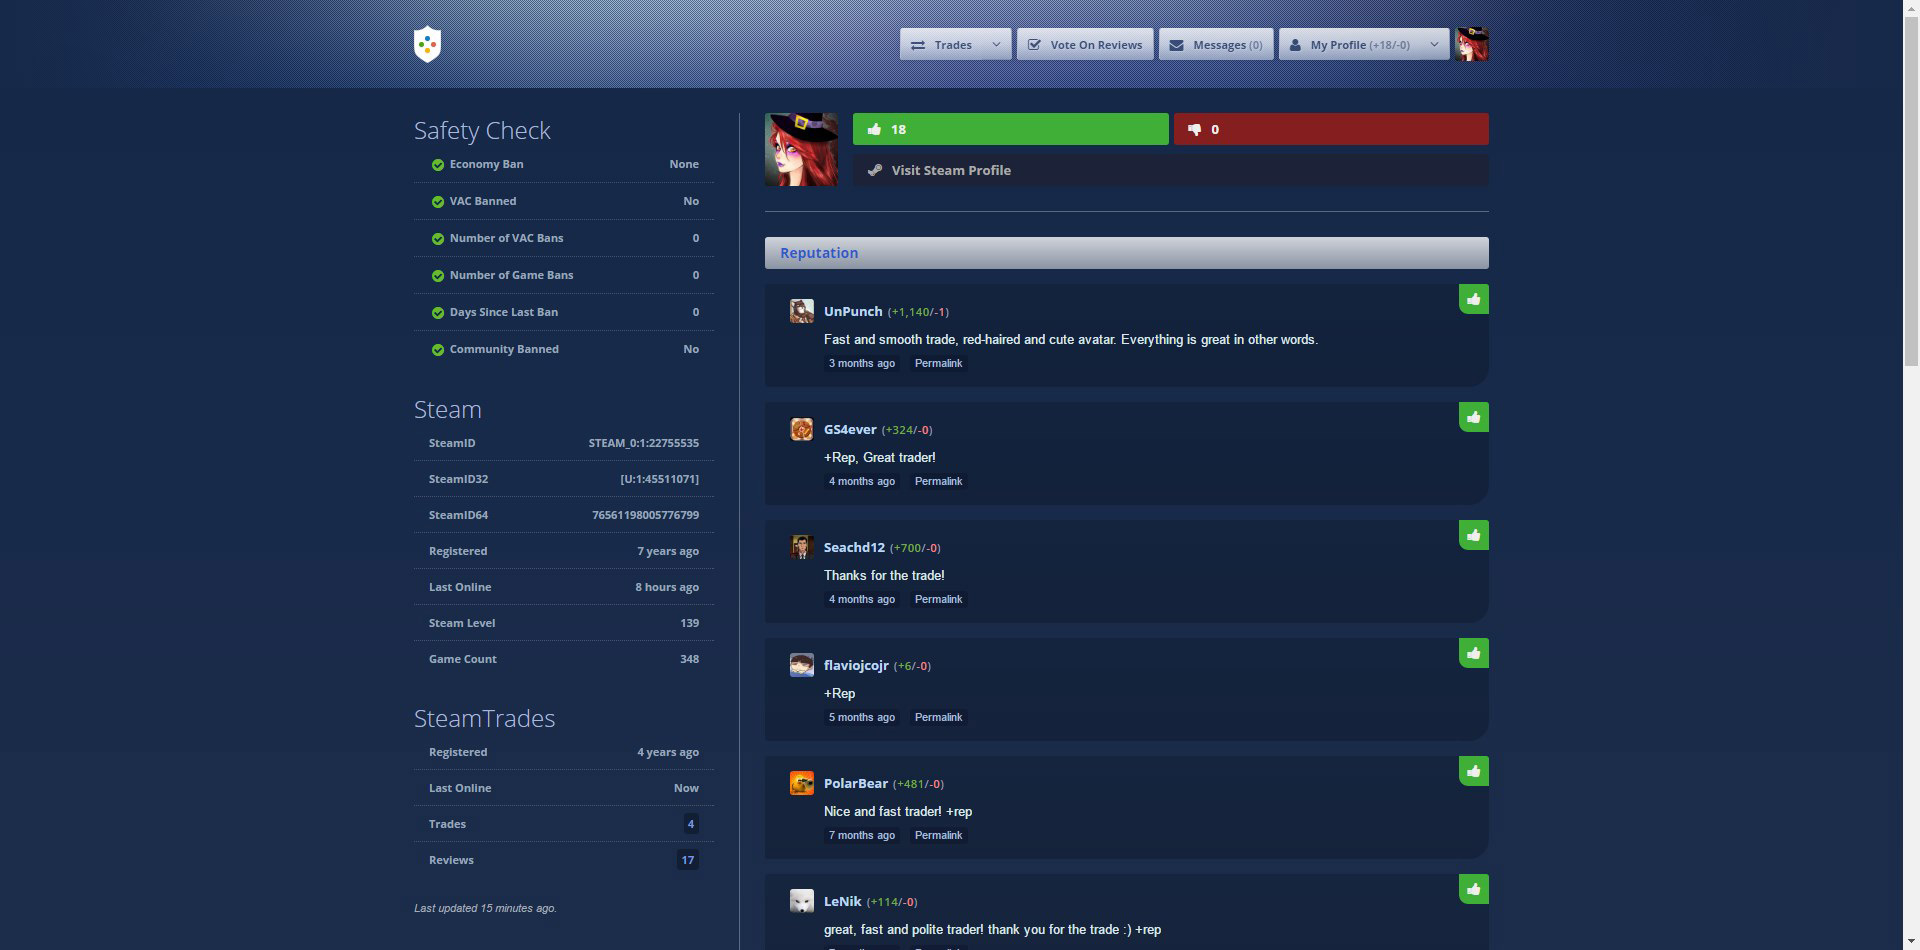 Trades
Vote On Reviews
Messages (0)
My Profile (+18/-0)
Safety Check
Economy Ban None
VAC Banned No
Number of VAC Bans 0
Number of Game Bans 0
Days Since Last Ban 0
Community Banned No
Steam
SteamID STEAM_0:1:22755535
SteamID32 [U:1:45511071]
SteamID64 76561198005776799
Registered 7 years ago
Last Online 8 hours ago
Steam Level 139
Game Count 348
SteamTrades
Registered 4 years ago
Last Online Now
Trades 4
Reviews 17
Last updated 15 minutes ago.
18
0
Visit Steam Profile
Reputation
UnPunch (+1,140/-1)
Fast and smooth trade, red-haired and cute avatar. Everything is great in other words.
3 months ago Permalink
GS4ever (+324/-0)
+Rep, Great trader!
4 months ago Permalink
Seachd12 (+700/-0)
Thanks for the trade!
4 months ago Permalink
flaviojcojr (+6/-0)
+Rep
5 months ago Permalink
PolarBear (+481/-0)
Nice and fast trader! +rep
7 months ago Permalink
LeNik (+114/-0)
great, fast and polite trader! thank you for the trade :) +rep